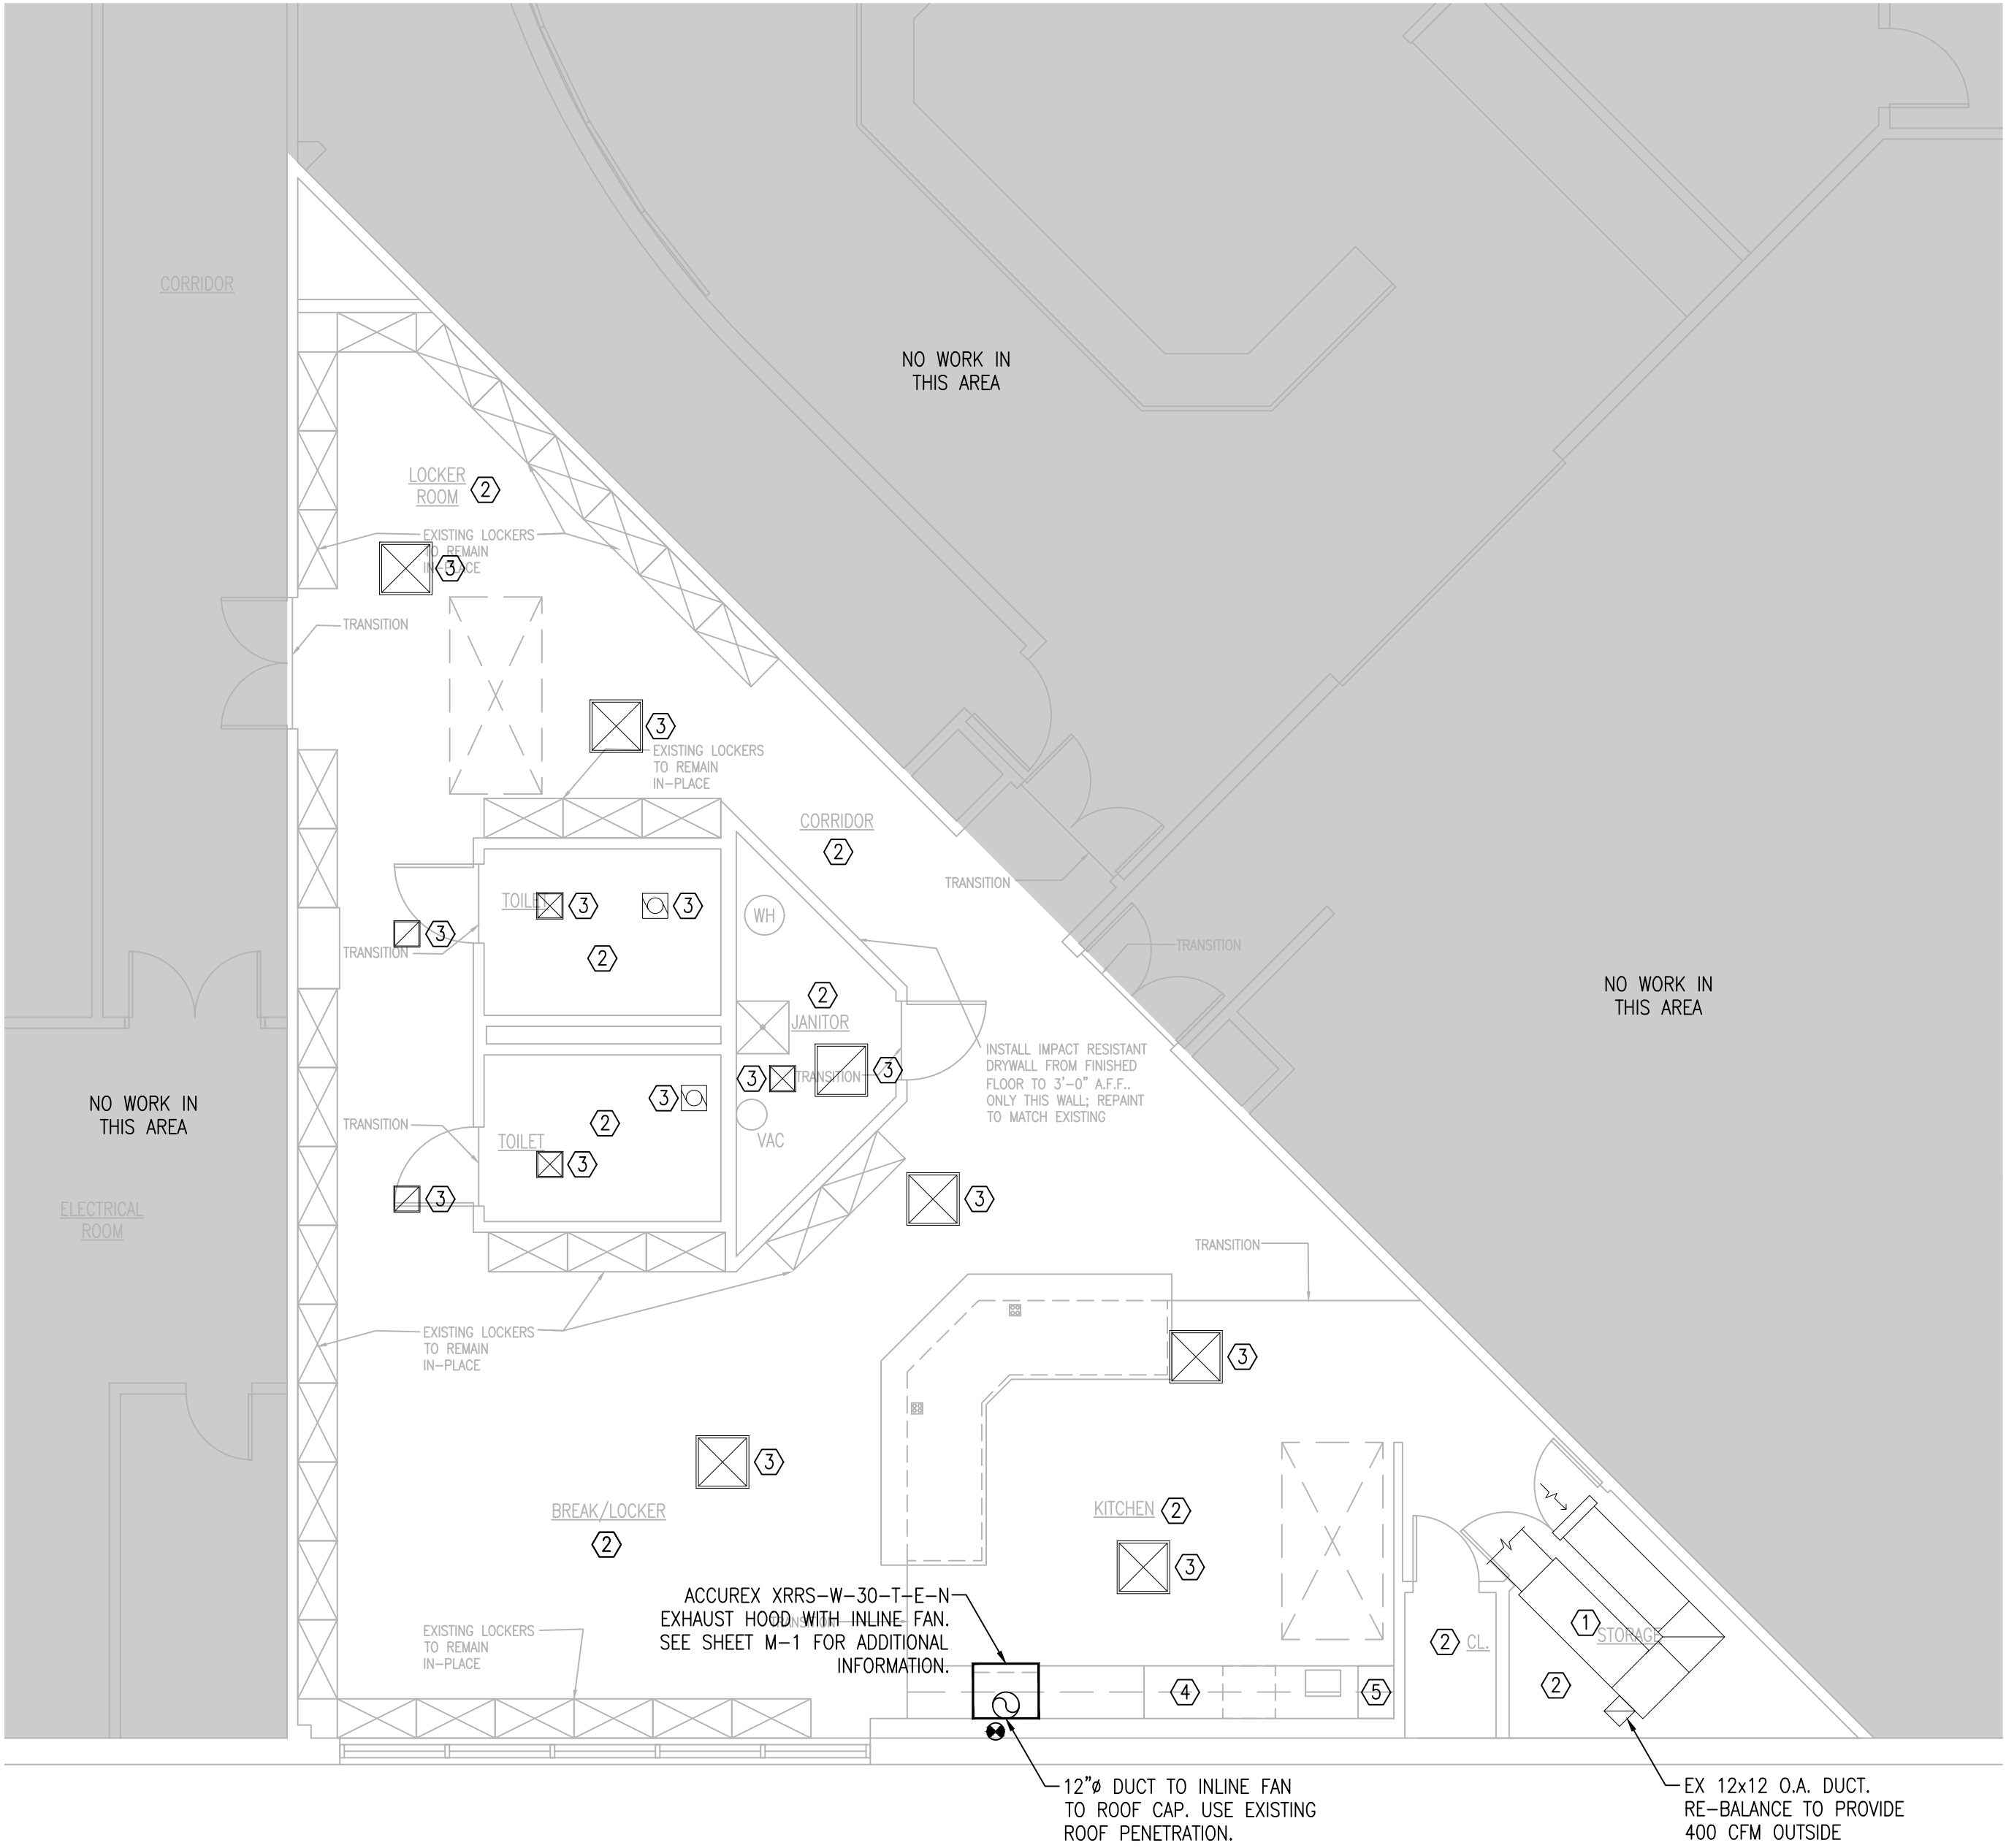 CORRIDOR
NO WORK IN
THIS AREA
LOCKER
ROOM
2
EXISTING LOCKERS
TO REMAIN
IN-PLACE
3
TRANSITION
3
EXISTING LOCKERS
TO REMAIN
IN-PLACE
CORRIDOR
2
TRANSITION
TOILET
3
3
WH
3
TRANSITION
2
TRANSITION
NO WORK IN
THIS AREA
2
JANITOR
INSTALL IMPACT RESISTANT
DRYWALL FROM FINISHED
FLOOR TO 3'-0" A.F.F..
ONLY THIS WALL; REPAINT
TO MATCH EXISTING
3
TRANSITION
3
NO WORK IN
THIS AREA
3
TRANSITION
2
VAC
TOILET
3
3
3
ELECTRICAL
ROOM
TRANSITION
EXISTING LOCKERS
TO REMAIN
IN-PLACE
3
3
BREAK/LOCKER
2
KITCHEN
2
3
ACCUREX XRRS-W-30-T-E-N
EXHAUST HOOD WITH INLINE FAN.
SEE SHEET M-1 FOR ADDITIONAL
INFORMATION.
TRANSITION
EXISTING LOCKERS
TO REMAIN
IN-PLACE
1
STORAGE
2
CL.
2
4
5
12"ø DUCT TO INLINE FAN
TO ROOF CAP. USE EXISTING
ROOF PENETRATION.
EX 12x12 O.A. DUCT.
RE-BALANCE TO PROVIDE
400 CFM OUTSIDE